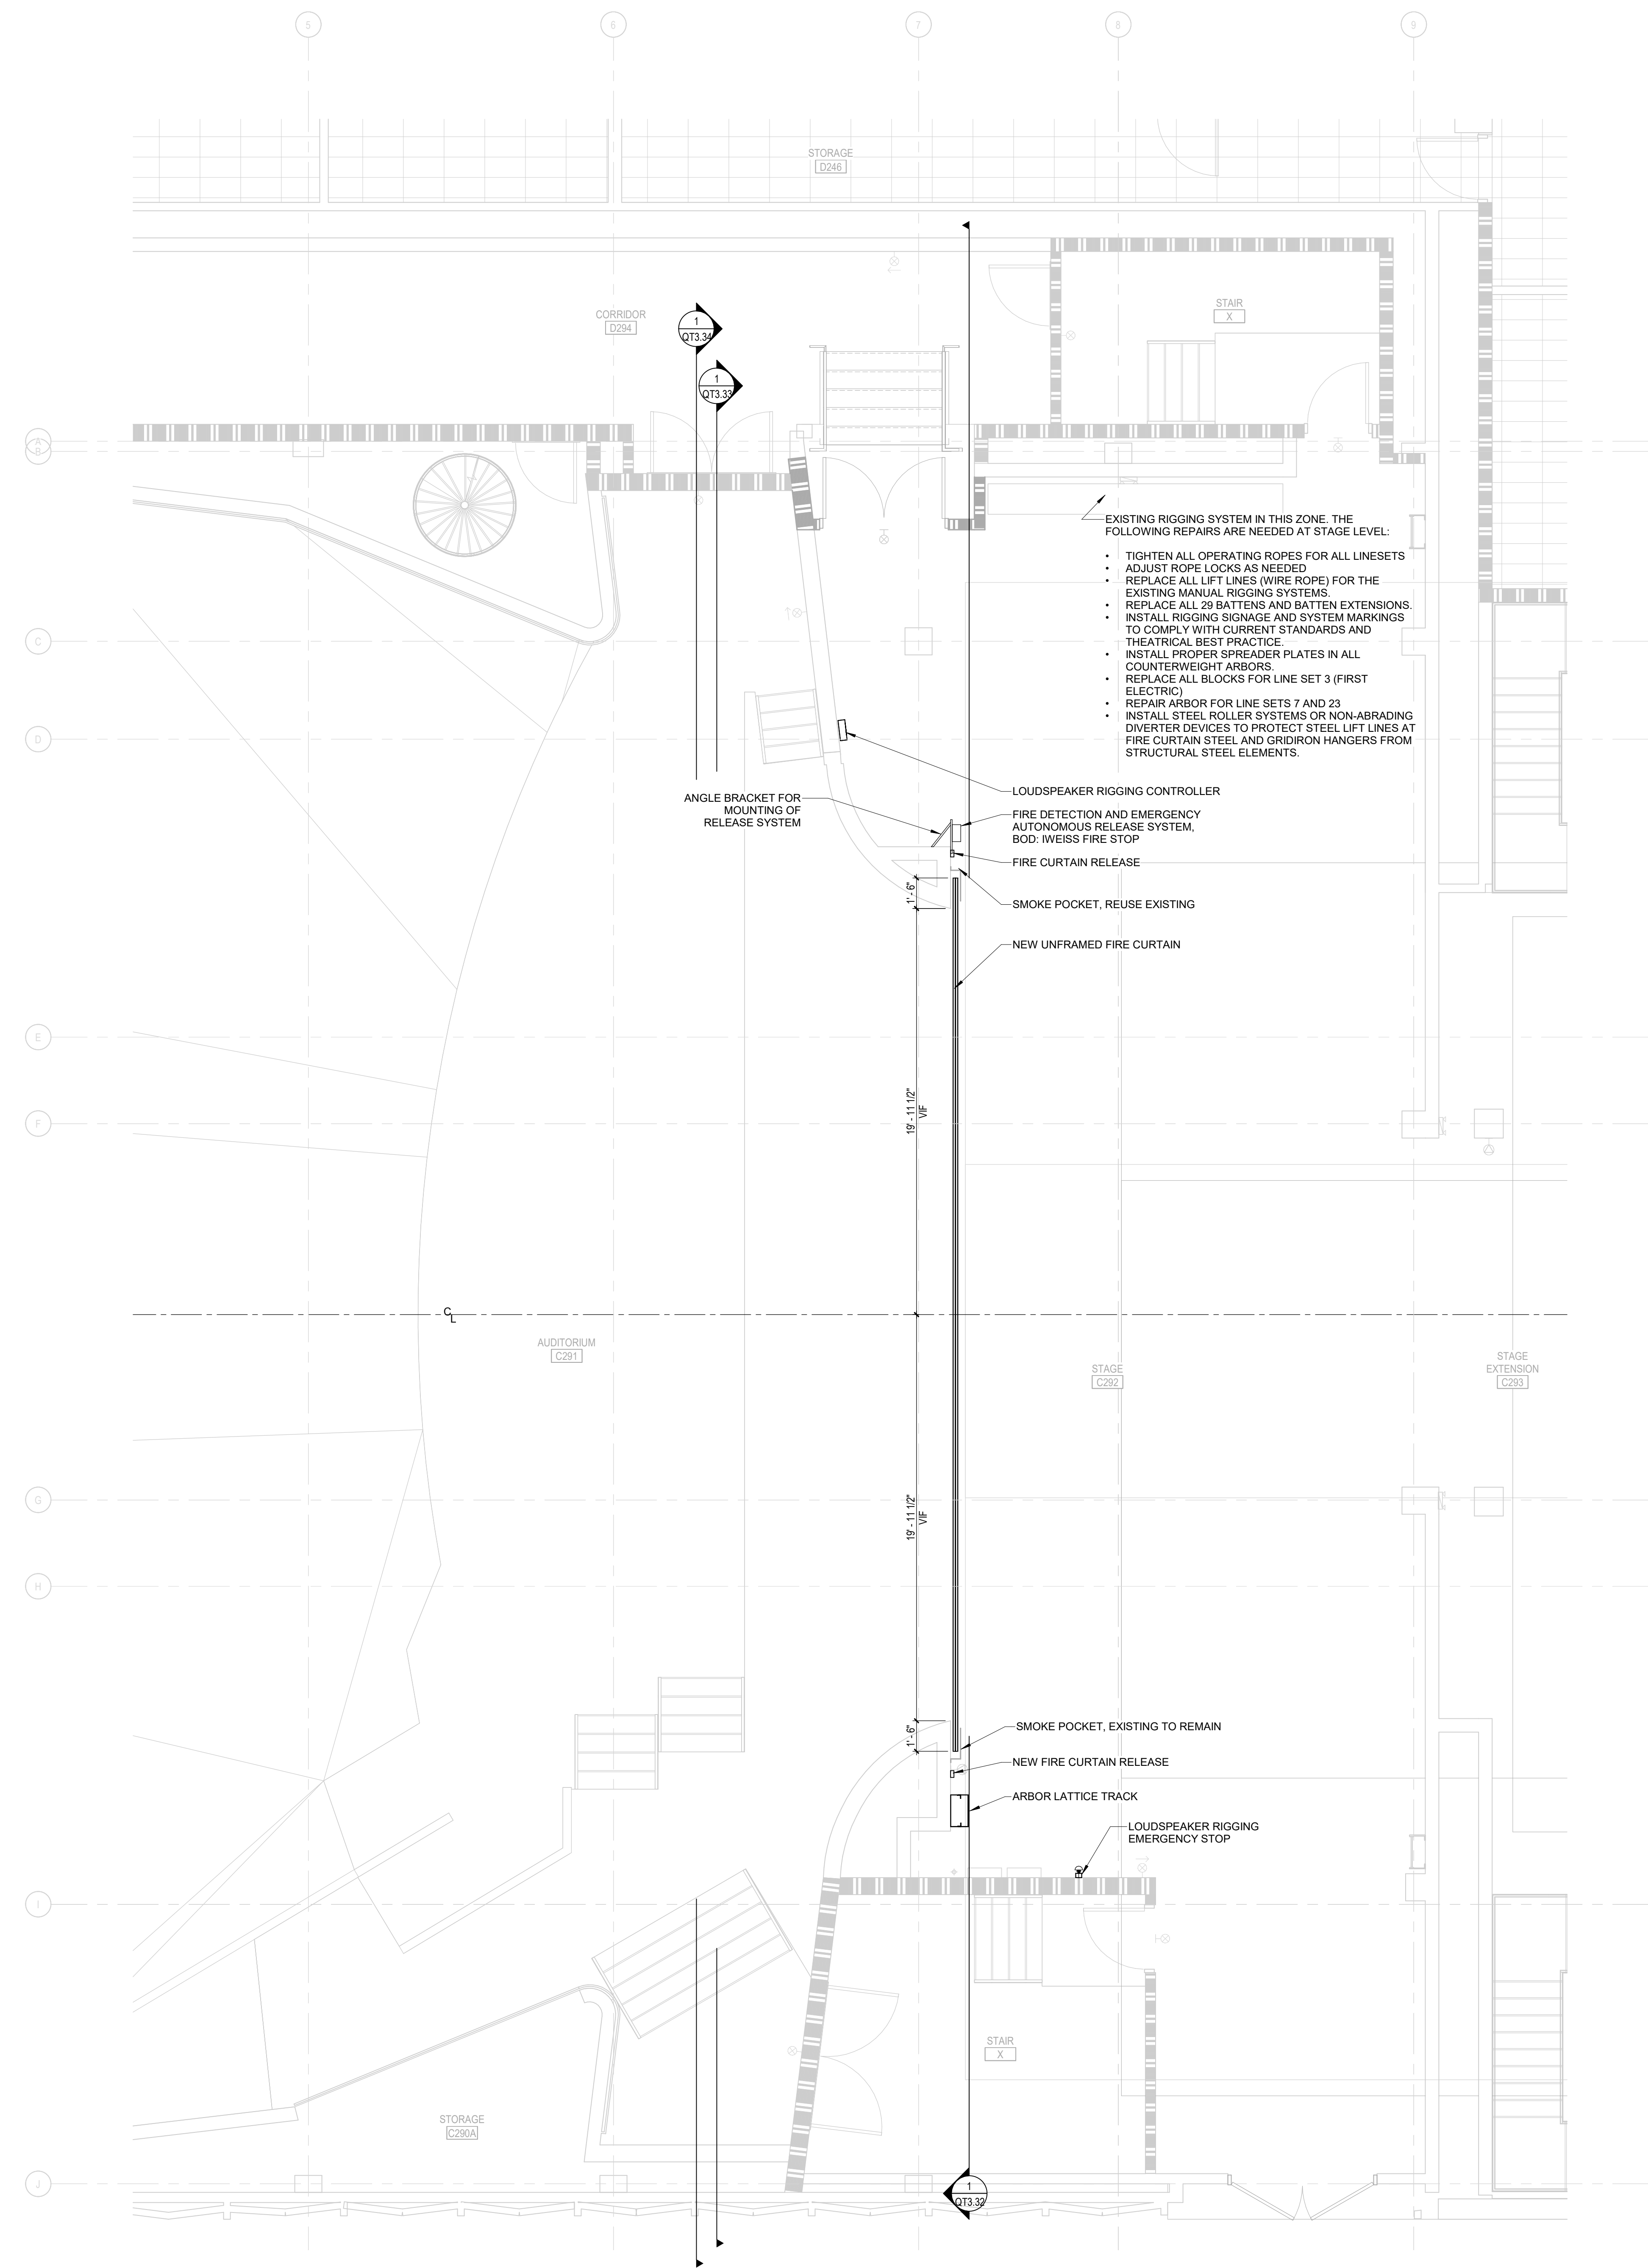 5
6
7
8
9
STORAGE
D246
CORRIDOR
D294
1
QT3.34
1
QT3.33
STAIR
X
A
B
EXISTING RIGGING SYSTEM IN THIS ZONE. THE
FOLLOWING REPAIRS ARE NEEDED AT STAGE LEVEL:
• TIGHTEN ALL OPERATING ROPES FOR ALL LINESETS
• ADJUST ROPE LOCKS AS NEEDED
• REPLACE ALL LIFT LINES (WIRE ROPE) FOR THE
EXISTING MANUAL RIGGING SYSTEMS.
• REPLACE ALL 29 BATTENS AND BATTEN EXTENSIONS.
• INSTALL RIGGING SIGNAGE AND SYSTEM MARKINGS
TO COMPLY WITH CURRENT STANDARDS AND
THEATRICAL BEST PRACTICE.
• INSTALL PROPER SPREADER PLATES IN ALL
COUNTERWEIGHT ARBORS.
• REPLACE ALL BLOCKS FOR LINE SET 3 (FIRST
ELECTRIC)
• REPAIR ARBOR FOR LINE SETS 7 AND 23
• INSTALL STEEL ROLLER SYSTEMS OR NON-ABRADING
DIVERTER DEVICES TO PROTECT STEEL LIFT LINES AT
FIRE CURTAIN STEEL AND GRIDIRON HANGERS FROM
STRUCTURAL STEEL ELEMENTS.
C
D
ANGLE BRACKET FOR
MOUNTING OF
RELEASE SYSTEM
LOUDSPEAKER RIGGING CONTROLLER
FIRE DETECTION AND EMERGENCY
AUTONOMOUS RELEASE SYSTEM,
BOD: IWEISS FIRE STOP
FIRE CURTAIN RELEASE
1' - 6"
SMOKE POCKET, REUSE EXISTING
NEW UNFRAMED FIRE CURTAIN
E
F
19' - 11 1/2"
VIF
CL
AUDITORIUM
C291
STAGE
C292
STAGE
EXTENSION
C293
G
19' - 11 1/2"
VIF
H
1' - 6"
SMOKE POCKET, EXISTING TO REMAIN
NEW FIRE CURTAIN RELEASE
ARBOR LATTICE TRACK
LOUDSPEAKER RIGGING
EMERGENCY STOP
I
STAIR
X
STORAGE
C290A
J
1
QT3.32